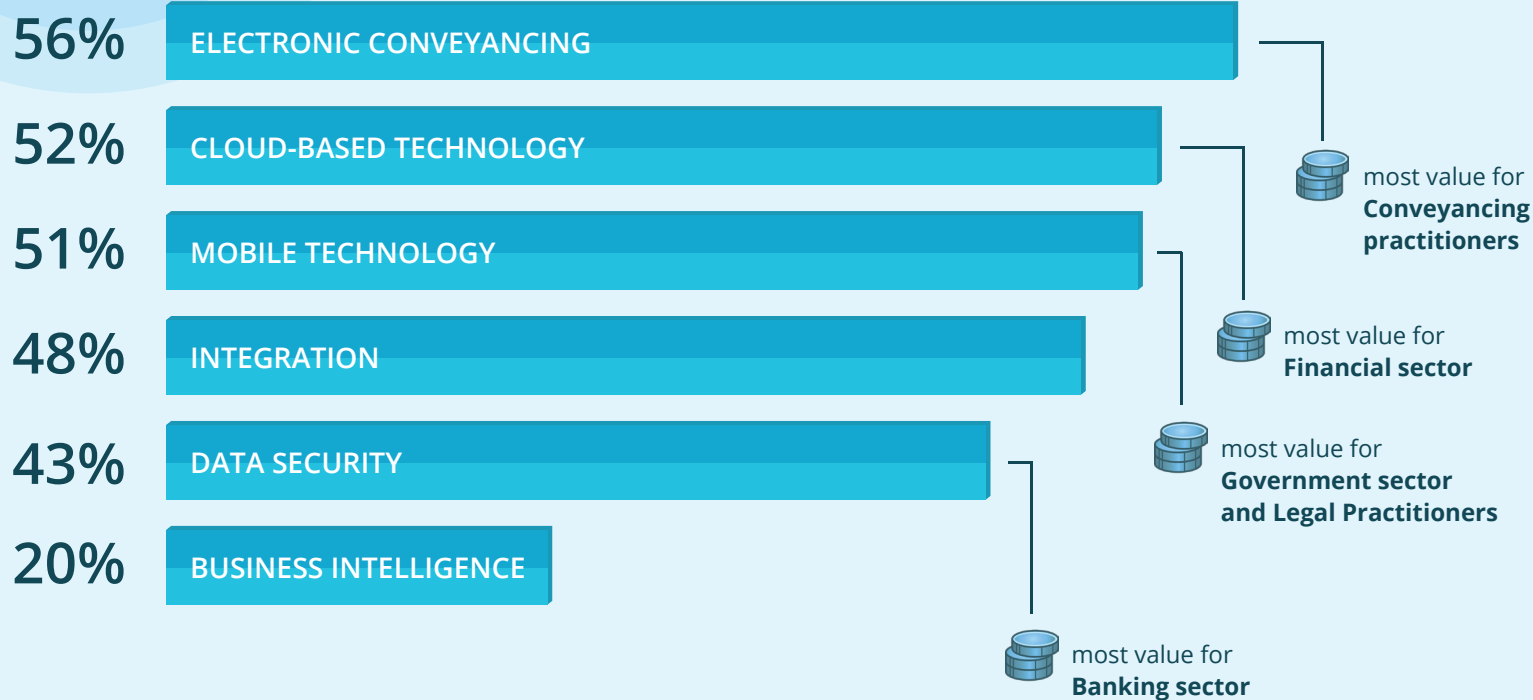 56% ELECTRONIC CONVEYANCING
52% CLOUD-BASED TECHNOLOGY
51% MOBILE TECHNOLOGY
48% INTEGRATION
43% DATA SECURITY
20% BUSINESS INTELLIGENCE
most value for
Conveyancing
practitioners
most value for
Financial sector
most value for
Government sector
and Legal Practitioners
most value for
Banking sector